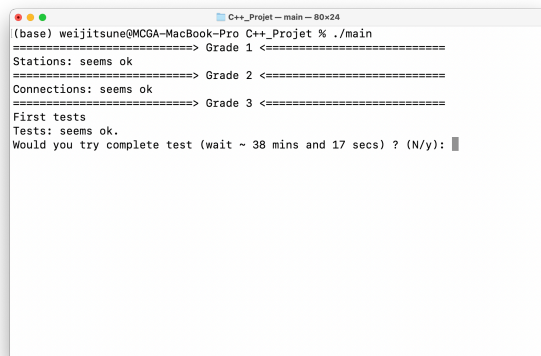 C++_Projet — main — 80×24
(base) weijitsune@MCGA-MacBook-Pro C++_Projet % ./main
===========================> Grade 1 <===========================
Stations: seems ok
===========================> Grade 2 <===========================
Connections: seems ok
===========================> Grade 3 <===========================
First tests
Tests: seems ok.
Would you try complete test (wait ~ 38 mins and 17 secs) ? (N/y):